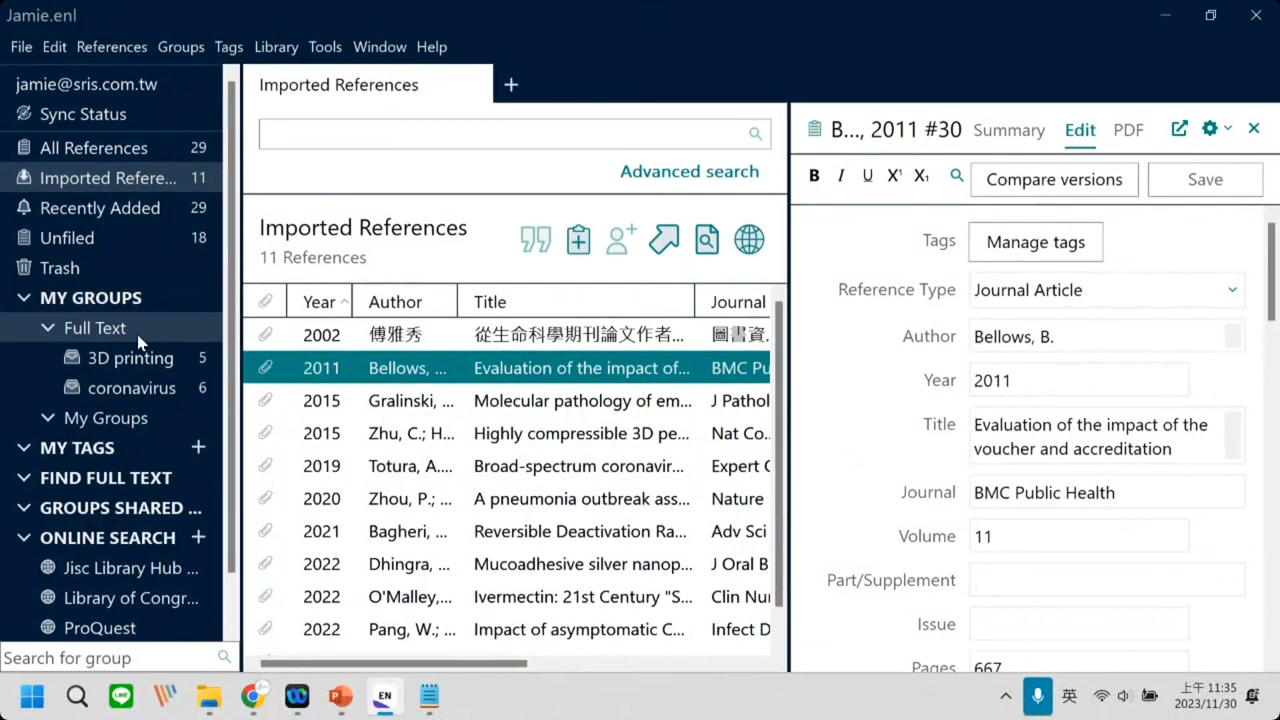 Jamie.enl
File Edit References Groups Tags Library Tools Window Help
jamie@sris.com.tw
Sync Status
All References 29
Imported Refere... 11
Recently Added 29
Unfiled 18
Trash
MY GROUPS
Full Text
3D printing 5
coronavirus 6
My Groups
MY TAGS +
FIND FULL TEXT
GROUPS SHARED ...
ONLINE SEARCH +
Jisc Library Hub ...
Library of Congr...
ProQuest
Search for group
Imported References +
Advanced search
Imported References
11 References
Year Author Title Journal
2002 傅雅秀 從生命科學期刊論文作者... 圖書資.
2011 Bellows, ... Evaluation of the impact of... BMC Pu
2015 Gralinski, ... Molecular pathology of em... J Pathol
2015 Zhu, C.; H... Highly compressible 3D pe... Nat Co..
2019 Totura, A.... Broad-spectrum coronavir... Expert
2020 Zhou, P.; ... A pneumonia outbreak ass... Nature
2021 Bagheri, ... Reversible Deactivation Ra... Adv Sci
2022 Dhingra, ... Mucoadhesive silver nanop... J Oral B
2022 O'Malley,... Ivermectin: 21st Century "S... Clin Nu
2022 Pang, W.; ... Impact of asymptomatic C... Infect D
B..., 2011 #30 Summary Edit PDF
B I U X¹ X₁ Compare versions Save
Tags Manage tags
Reference Type Journal Article
Author Bellows, B.
Year 2011
Title Evaluation of the impact of the
voucher and accreditation
Journal BMC Public Health
Volume 11
Part/Supplement
Issue
Pages 667
EN
英
上午 11:35
2023/11/30